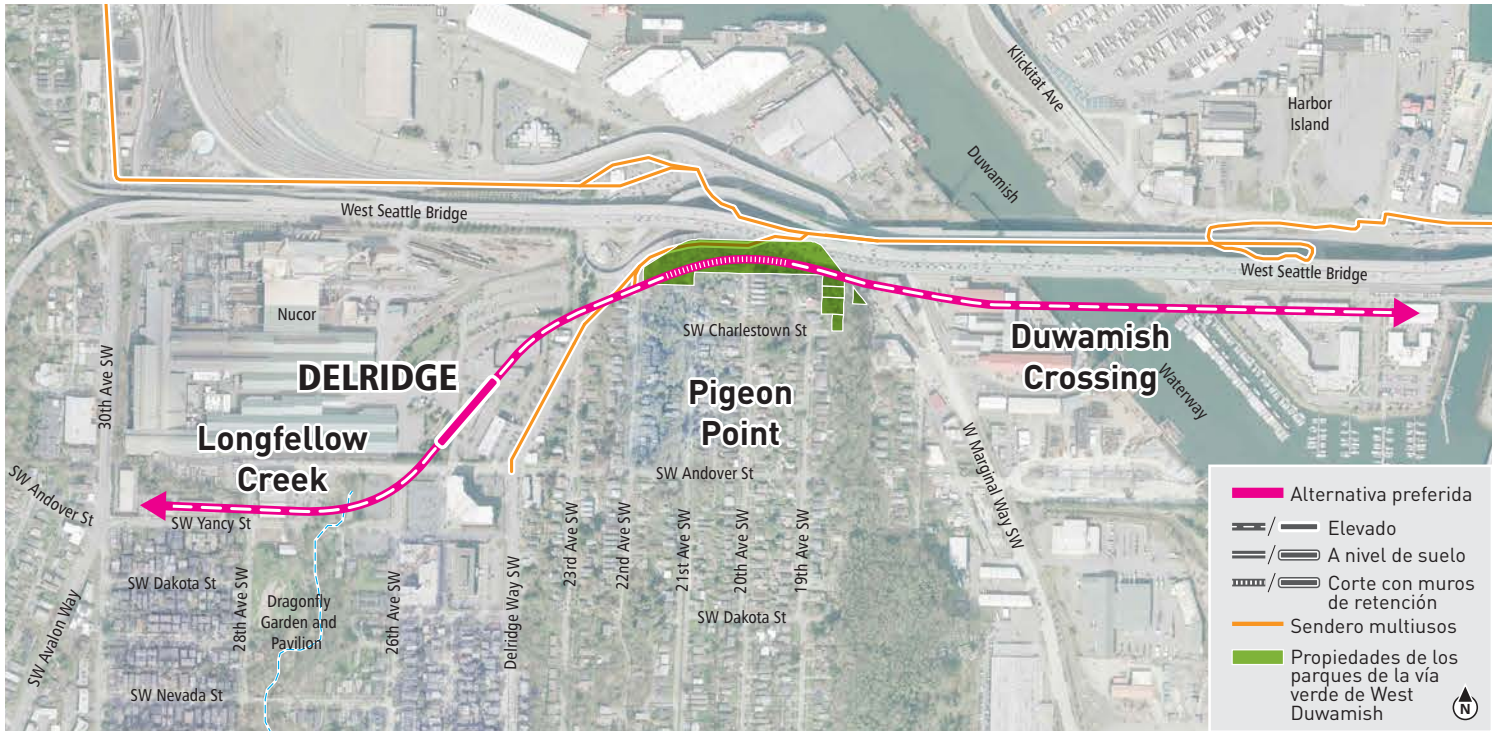 Klickitat Ave
Harbor
Island
Duwamish
West Seattle Bridge
West Seattle Bridge
Nucor
SW Charlestown St
Duwamish
Crossing
DELRIDGE
30th Ave SW
Pigeon
Point
Waterway
Longfellow
Creek
W Marginal Way SW
SW Andover St
SW Andover St
SW Yancy St
23rd Ave SW
22nd Ave SW
21st Ave SW
20th Ave SW
19th Ave SW
SW Dakota St
28th Ave SW
Dragonfly
Garden and
Pavilion
26th Ave SW
Delridge Way SW
SW Dakota St
SW Avalon Way
SW Nevada St
Alternativa preferida
/ Elevado
/ A nivel de suelo
/ Corte con muros
de retención
Sendero multiusos
Propiedades de los
parques de la vía
verde de West
Duwamish
N